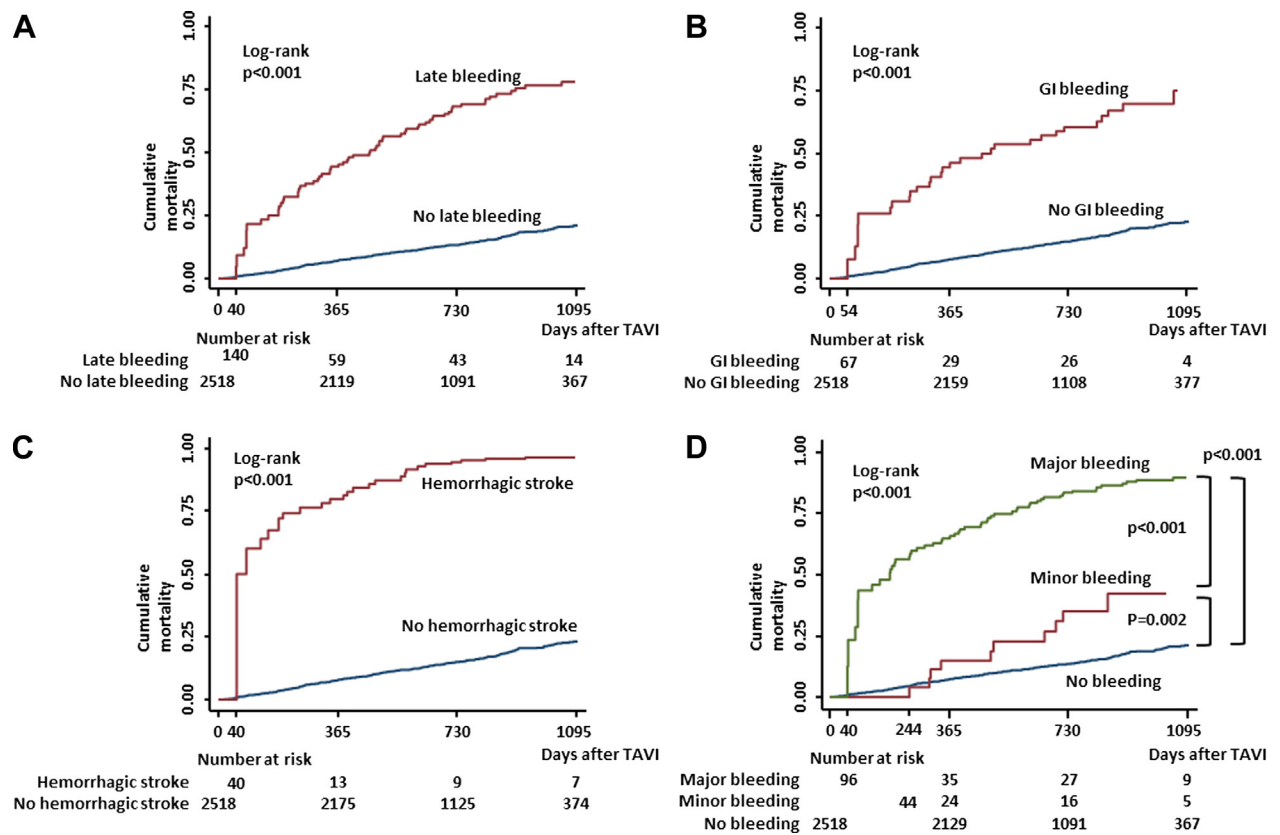 A
1.00
0.75
0.50
0.25
0.00
Cumulative
mortality
Log-rank
p<0.001
Late bleeding
No late bleeding
0 40 365 730 1095
Days after TAVI
Number at risk
Late bleeding 140 59 43 14
No late bleeding 2518 2119 1091 367
B
1.00
0.75
0.50
0.25
0.00
Cumulative
mortality
Log-rank
p<0.001
GI bleeding
No GI bleeding
0 54 365 730 1095
Days after TAVI
Number at risk
GI bleeding 67 29 26 4
No GI bleeding 2518 2159 1108 377
C
1.00
0.75
0.50
0.25
0.00
Cumulative
mortality
Log-rank
p<0.001
Hemorrhagic stroke
No hemorrhagic stroke
0 40 365 730 1095
Days after TAVI
Number at risk
Hemorrhagic stroke 40 13 9 7
No hemorrhagic stroke 2518 2175 1125 374
D
1.00
0.75
0.50
0.25
0.00
Cumulative
mortality
Log-rank
p<0.001
Major bleeding
p<0.001
p<0.001
Minor bleeding
P=0.002
No bleeding
0 40 244 365 730 1095
Days after TAVI
Number at risk
Major bleeding 96 35 27 9
Minor bleeding 44 24 16 5
No bleeding 2518 2129 1091 367